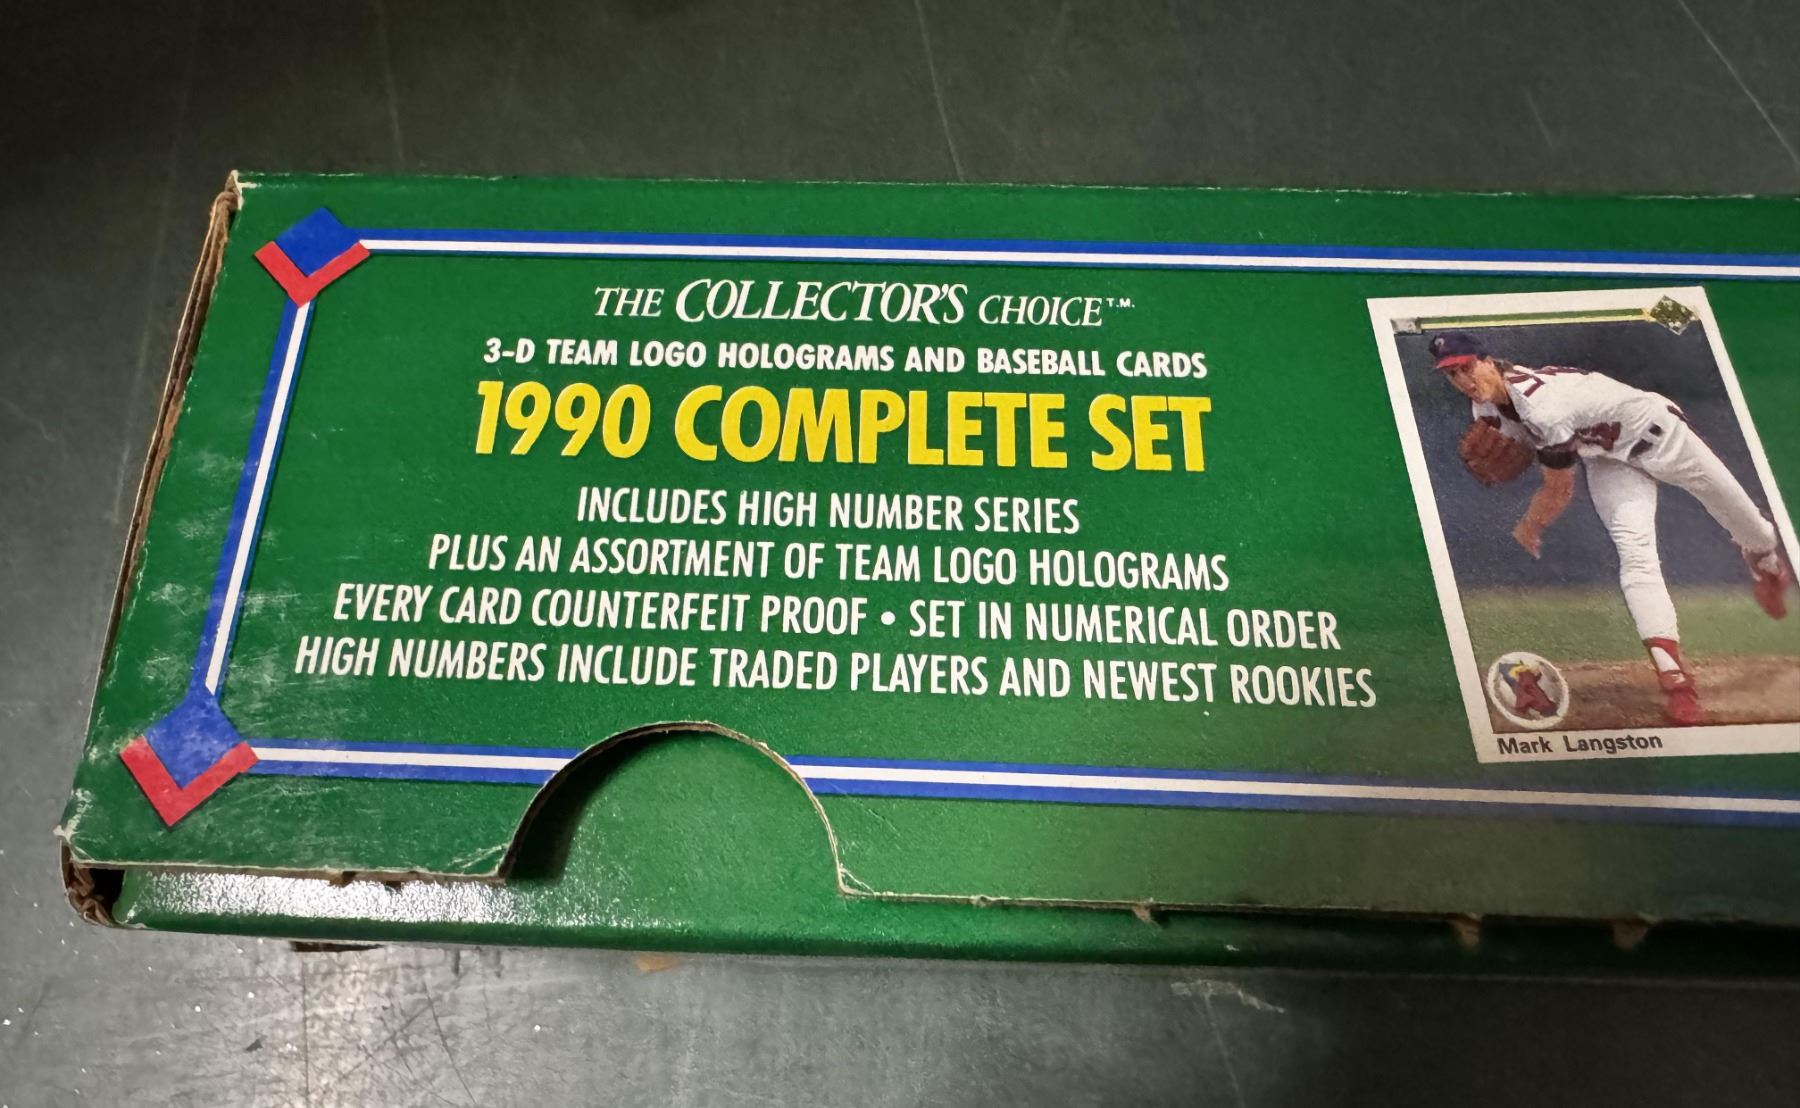 THE COLLECTOR'S CHOICE T.M.
3-D TEAM LOGO HOLOGRAMS AND BASEBALL CARDS
1990 COMPLETE SET
INCLUDES HIGH NUMBER SERIES
PLUS AN ASSORTMENT OF TEAM LOGO HOLOGRAMS
EVERY CARD COUNTERFEIT PROOF • SET IN NUMERICAL ORDER
HIGH NUMBERS INCLUDE TRADED PLAYERS AND NEWEST ROOKIES
Mark Langston